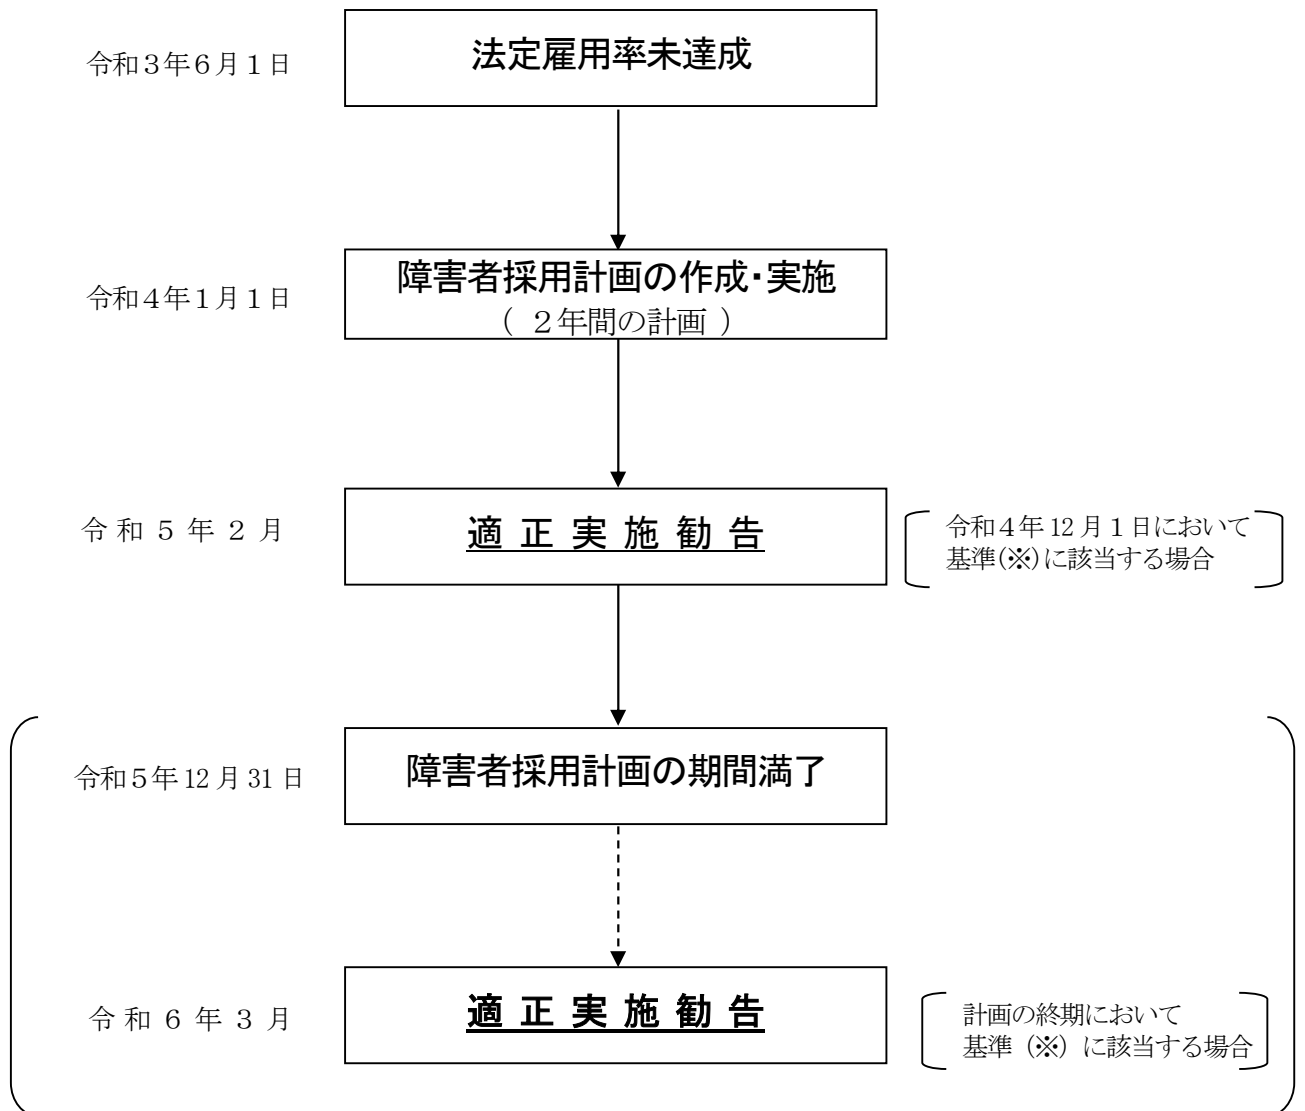 令和３年６月１日
法定雇用率未達成
令和４年１月１日
障害者採用計画の作成・実施
（ ２年間の計画 ）
令 和 ５ 年 ２ 月
適 正 実 施 勧 告
令和４年 12 月１日において
基準(※)に該当する場合
令和５年 12 月 31 日
障害者採用計画の期間満了
令 和 ６ 年 ３ 月
適 正 実 施 勧 告
計画の終期において
基準（※）に該当する場合